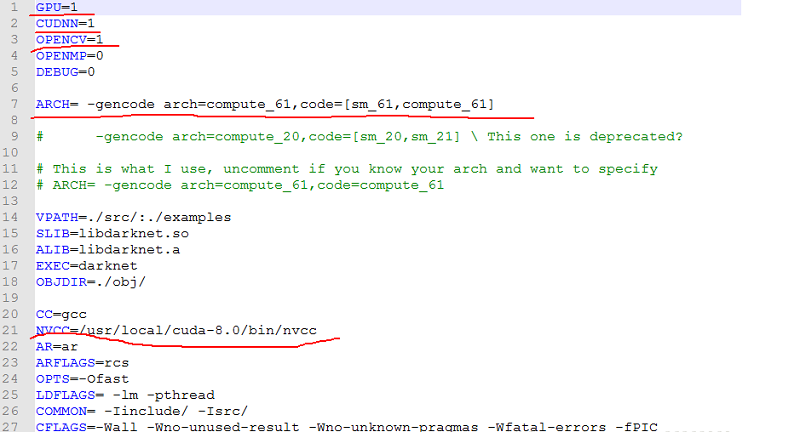 1 GPU=1
2 CUDNN=1
3 OPENCV=1
4 OPENMP=0
5 DEBUG=0
6
7 ARCH= -gencode arch=compute_61,code=[sm_61,compute_61]
8
9 #      -gencode arch=compute_20,code=[sm_20,sm_21] \ This one is deprecated?
10
11 # This is what I use, uncomment if you know your arch and want to specify
12 # ARCH= -gencode arch=compute_61,code=compute_61
13
14 VPATH=./src/:./examples
15 SLIB=libdarknet.so
16 ALIB=libdarknet.a
17 EXEC=darknet
18 OBJDIR=./obj/
19
20 CC=gcc
21 NVCC=/usr/local/cuda-8.0/bin/nvcc
22 AR=ar
23 ARFLAGS=rcs
24 OPTS=-Ofast
25 LDFLAGS= -lm -pthread
26 COMMON= -Iinclude/ -Isrc/
27 CFLAGS=-Wall -Wno-unused-result -Wno-unknown-pragmas -Wfatal-errors -fPIC